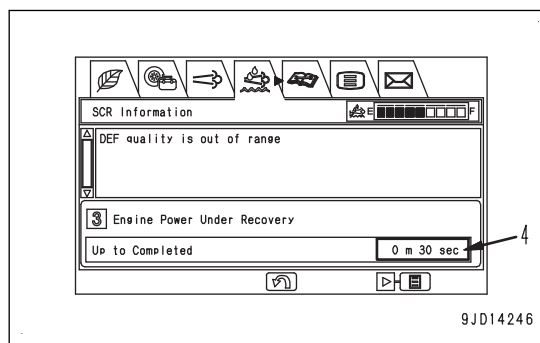 SCR Information
E F
DEF quality is out of range
3 Engine Power Under Recovery
Up to Completed 0 m 30 sec
4
9JD14246